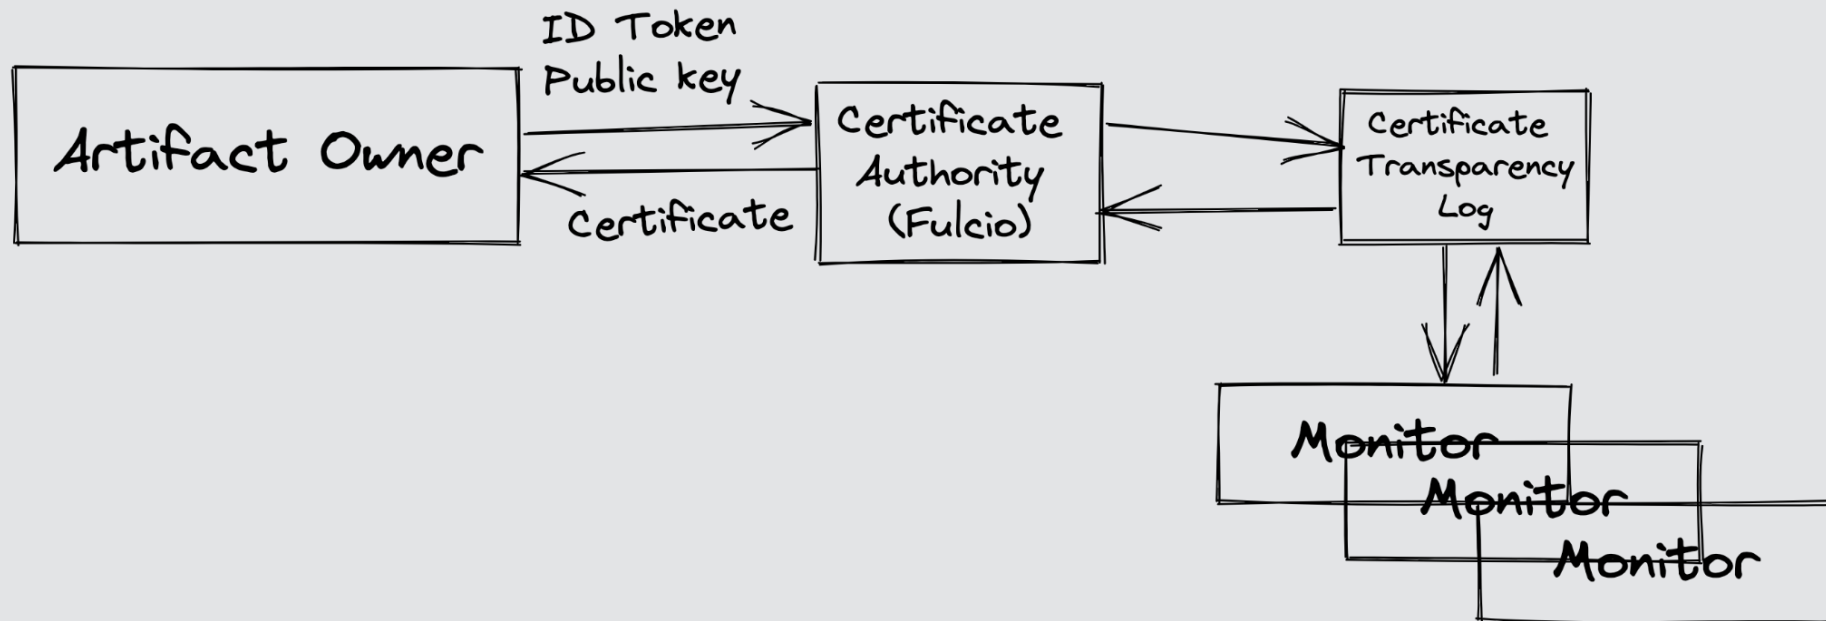 ID Token
Public key
Artifact Owner
Certificate
Authority
(Fulcio)
Certificate
Transparency
Log
Certificate
Monitor
Monitor
Monitor